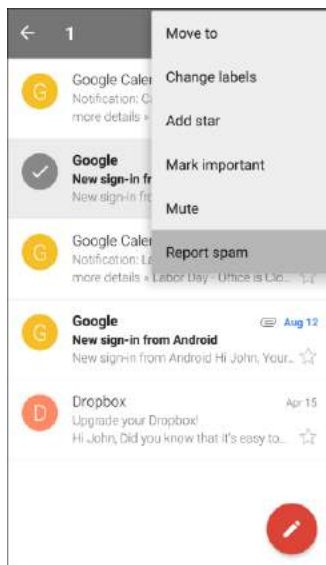 1
Move to
Change labels
Add star
Mark important
Mute
Report spam
G
Google Caler
Notification: C
more details »
Google
New sign-in fr
New sign-in fr
G
Google Caler
Notification: La
more details » Labor Day - Office is Clo...
G
Google
Aug 12
New sign-in from Android
New sign-in from Android Hi John, Your...
D
Dropbox
Apr 15
Upgrade your Dropbox!
Hi John, Did you know that it's easy to...